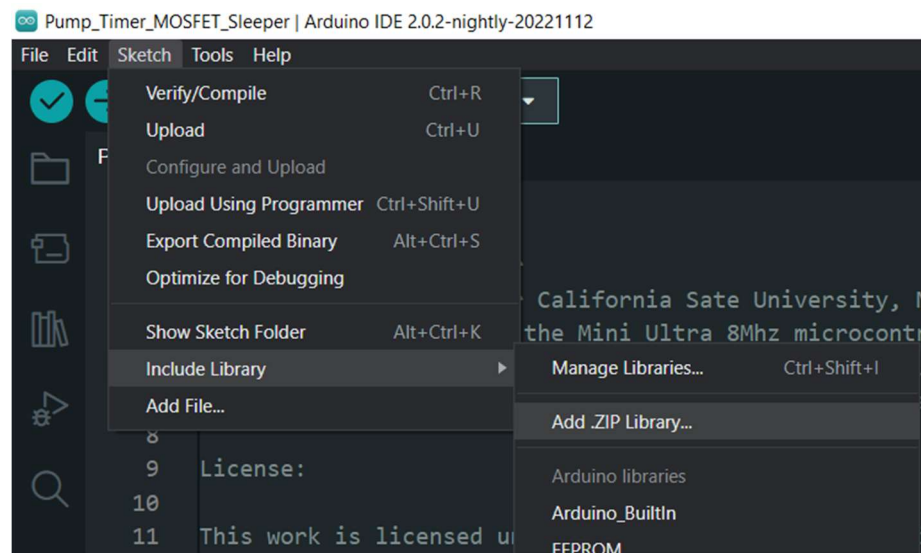 Pump_Timer_MOSFET_Sleeper | Arduino IDE 2.0.2-nightly-20221112
File Edit Sketch Tools Help
Verify/Compile Ctrl+R
Upload Ctrl+U
P
Configure and Upload
Upload Using Programmer Ctrl+Shift+U
Export Compiled Binary Alt+Ctrl+S
Optimize for Debugging
California Sate University,
Show Sketch Folder Alt+Ctrl+K
the Mini Ultra 8Mhz microcontr
Include Library
Manage Libraries... Ctrl+Shift+I
Add File...
Add .ZIP Library...
8
9 License:
Arduino libraries
10
Arduino_BuiltIn
11 This work is licensed u
EEPROM